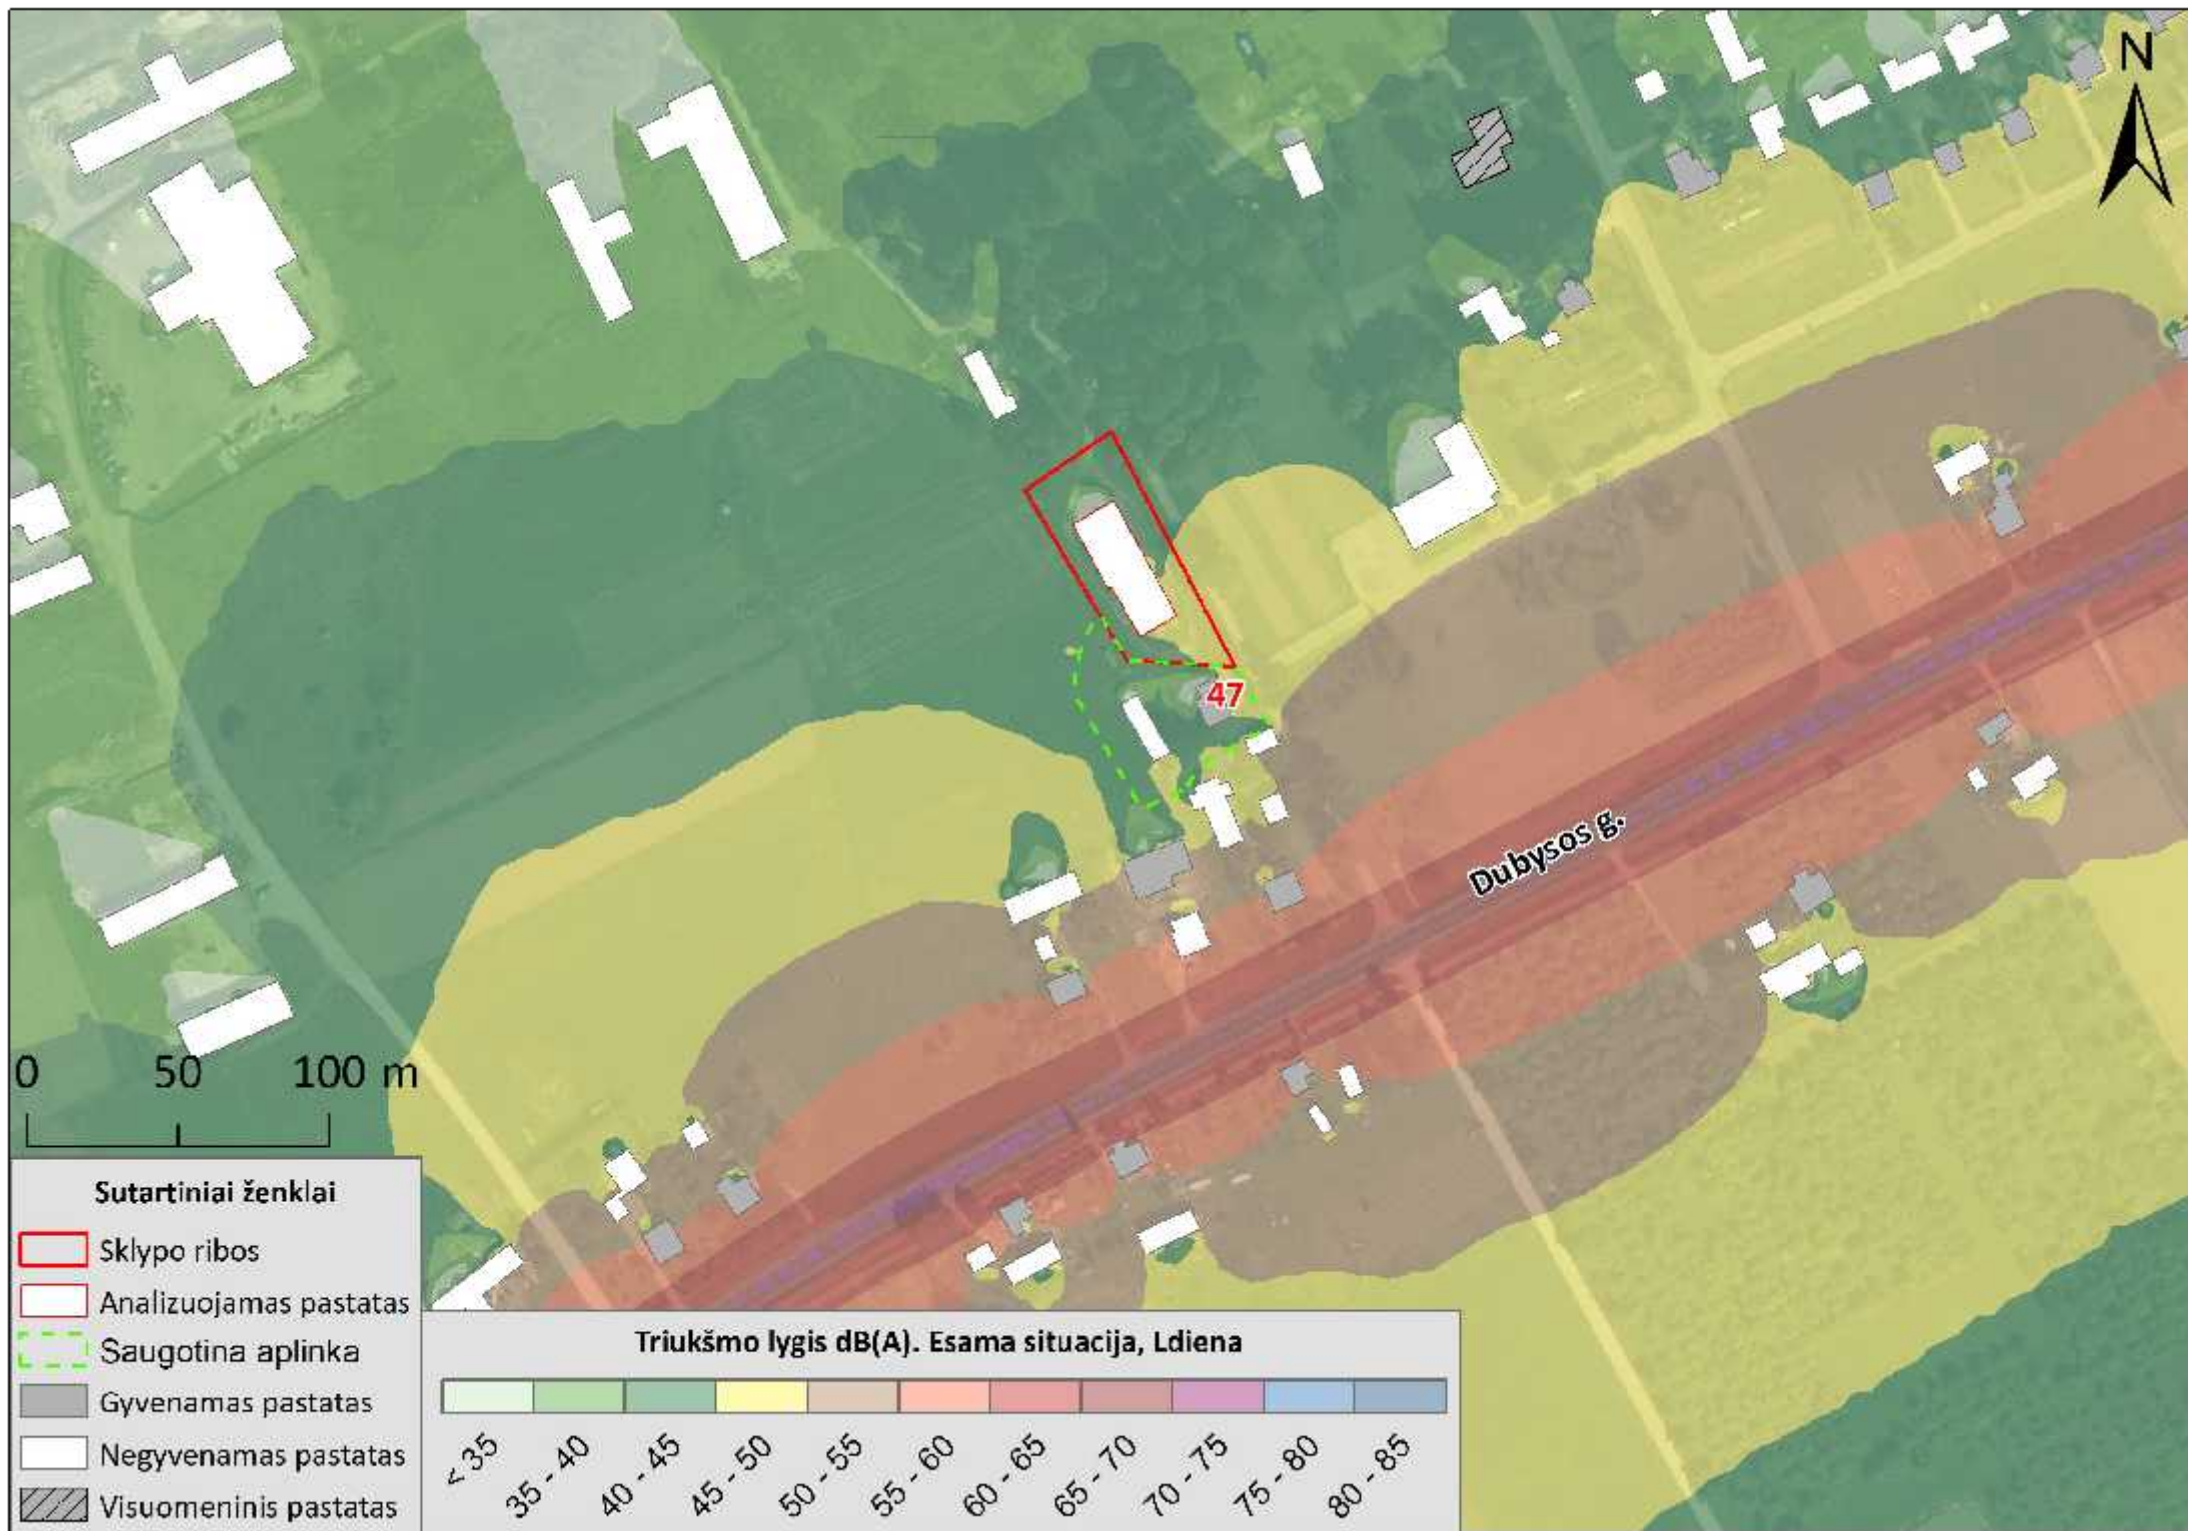 N
47
Dubysos g.
0 50 100 m
Sutartiniai ženklai
Sklypo ribos
Analizuojamas pastatas
Saugotina aplinka
Gyvenamas pastatas
Negyvenamas pastatas
Visuomeninis pastatas
Triukšmo lygis dB(A). Esama situacija, Ldiena
< 35
35 - 40
40 - 45
45 - 50
50 - 55
55 - 60
60 - 65
65 - 70
70 - 75
75 - 80
80 - 85